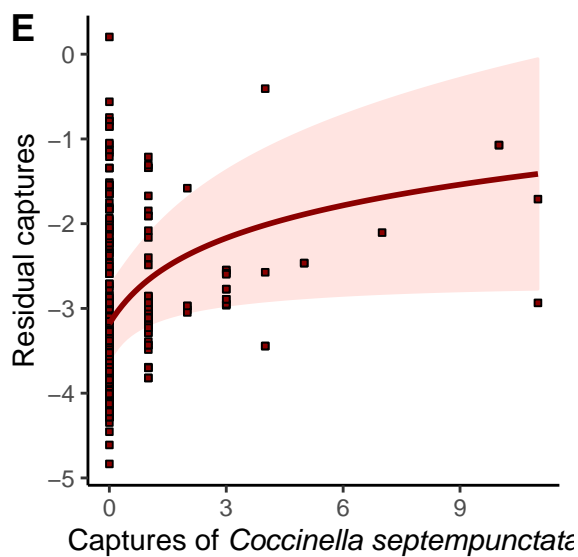 E
Residual captures
0
−1
−2
−3
−4
−5
0 3 6 9
Captures of Coccinella septempunctata